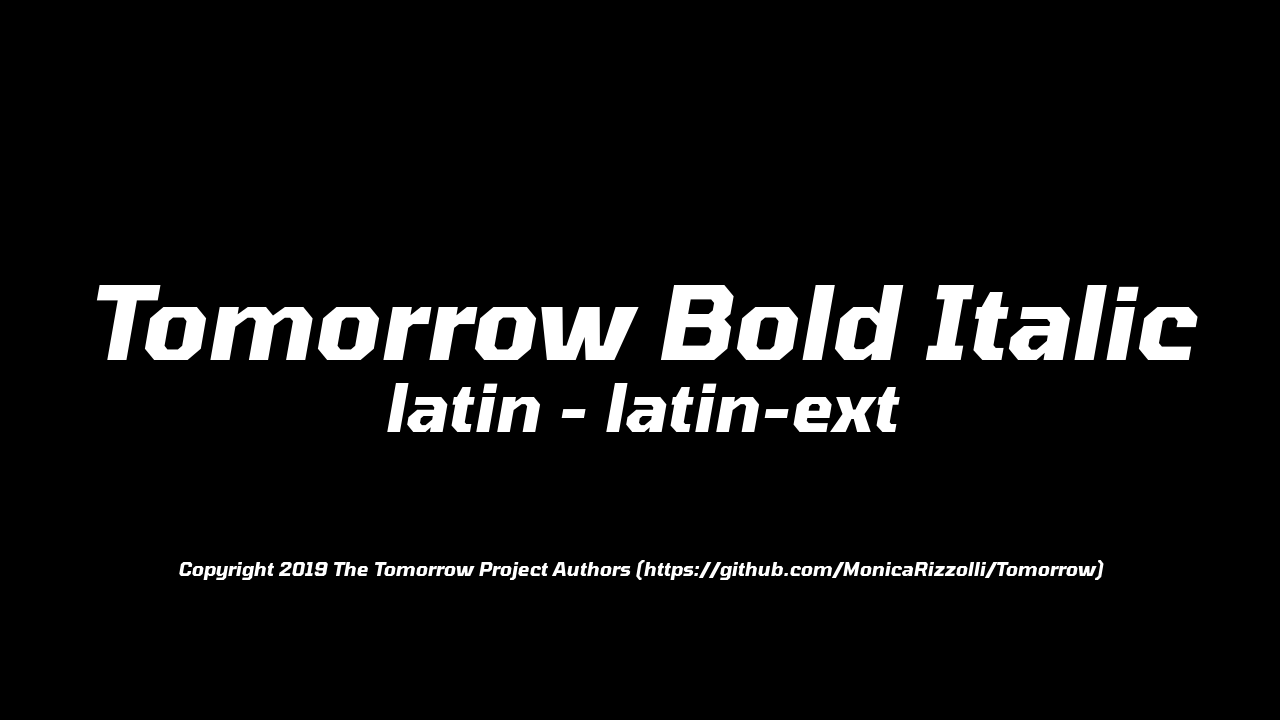 Tomorrow Bold Italic
latin - latin-ext
Copyright 2019 The Tomorrow Project Authors (https://github.com/MonicaRizzolli/Tomorrow)